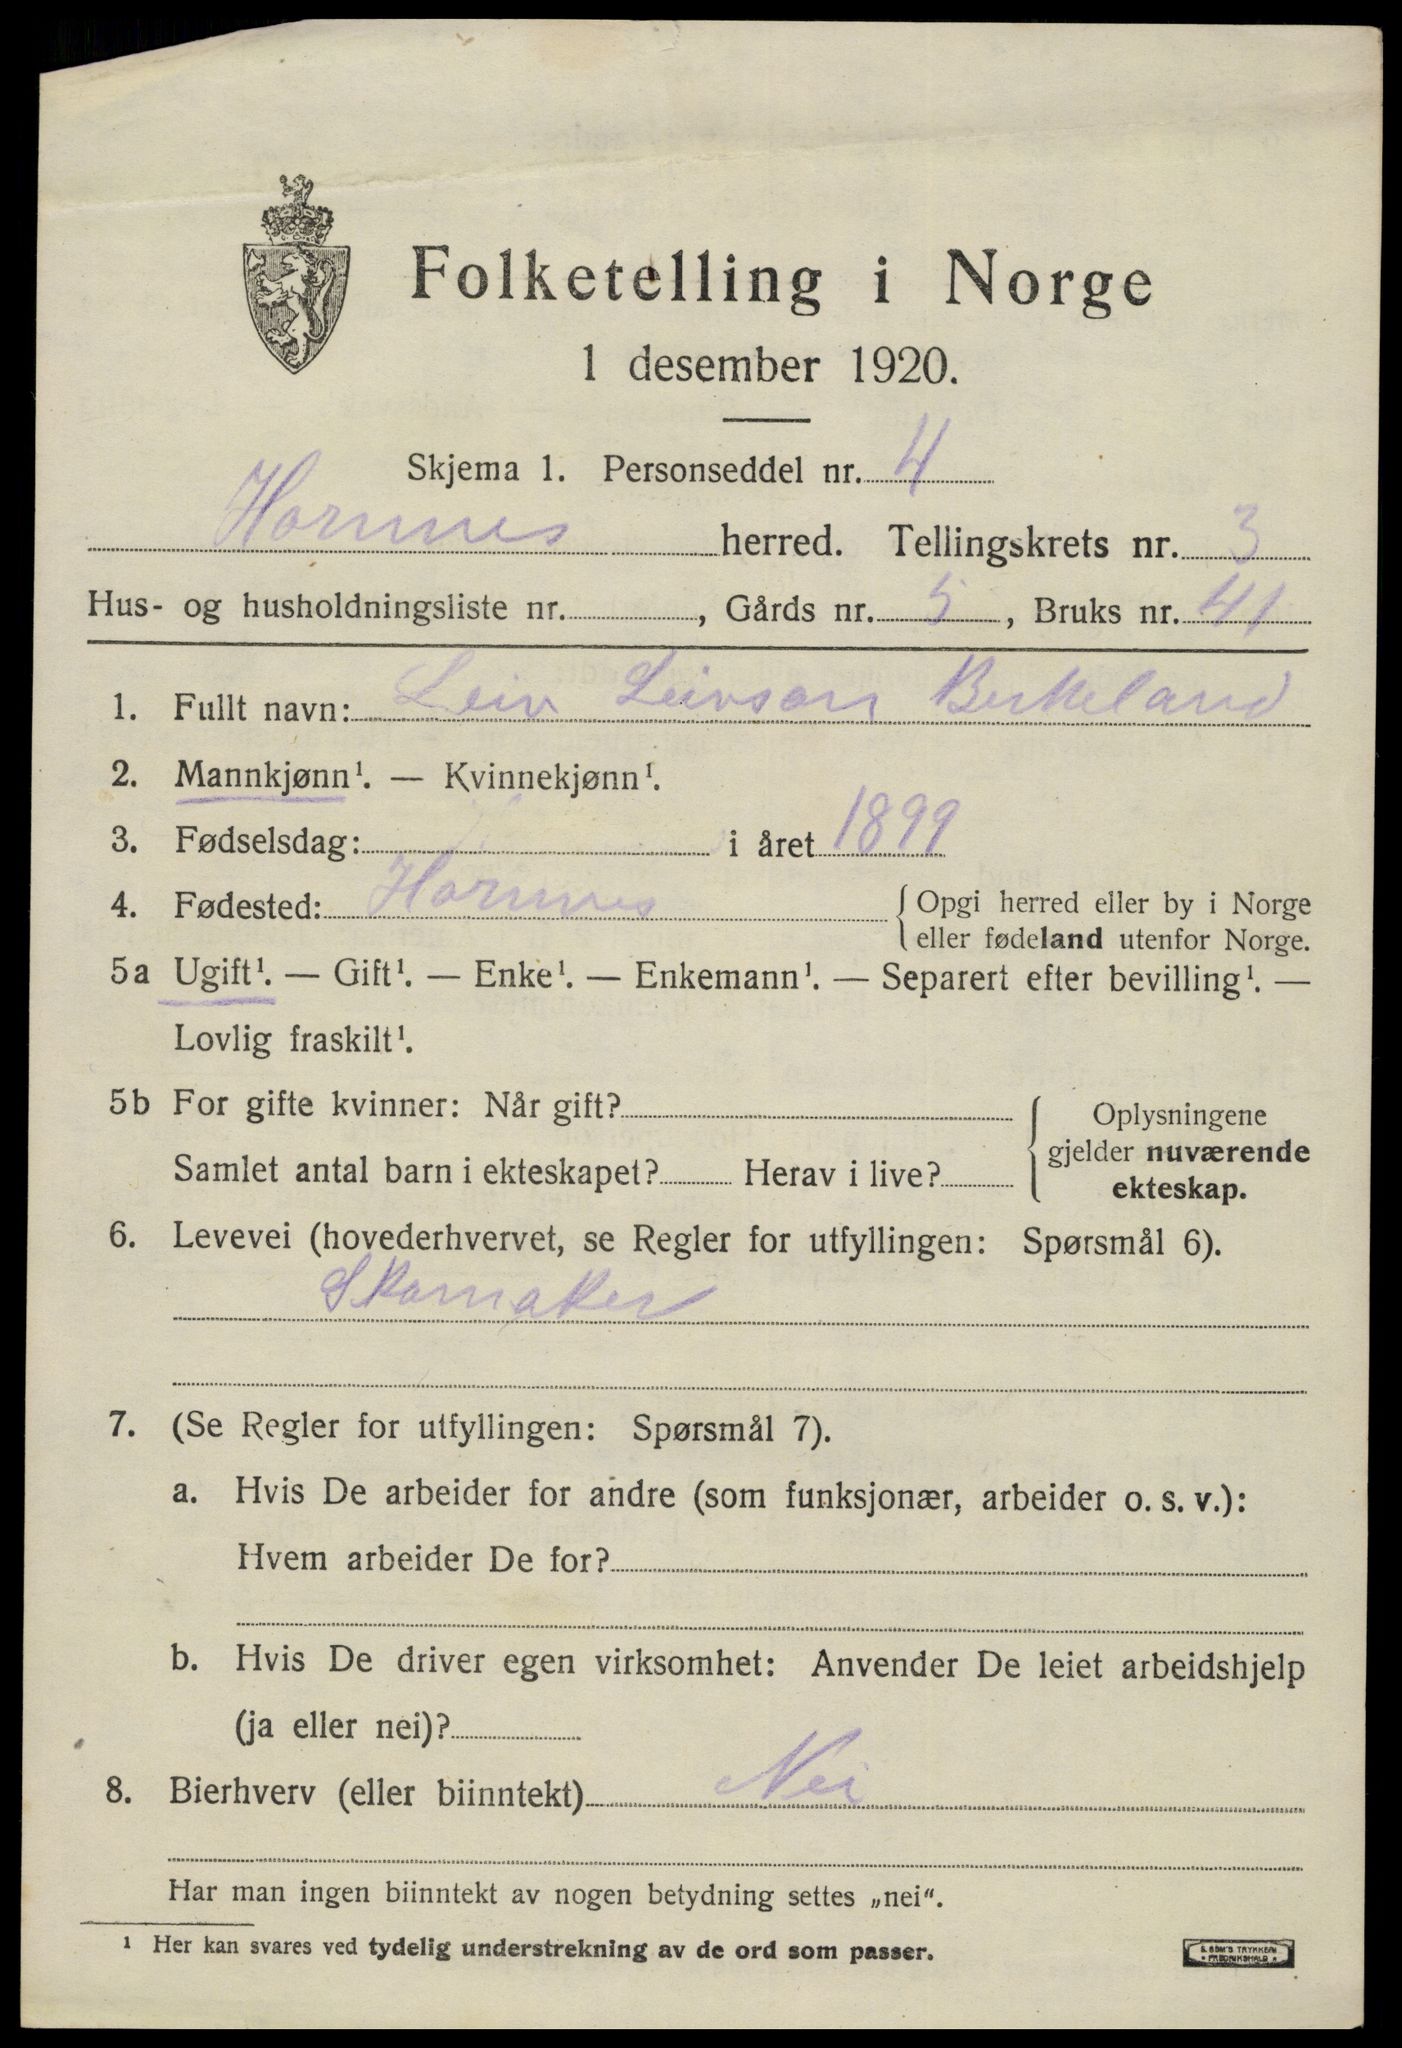 Folketelling i Norge
1 desember 1920.
Skjema 1. Personseddel nr. 4
Hornnes herred. Tellingskrets nr. 3
Hus- og husholdningsliste nr. , Gårds nr. 5 , Bruks nr. 41
1. Fullt navn: Leiv Leivson Birkeland
2. Mannkjønn¹. — Kvinnekjønn¹.
3. Fødselsdag: i året 1899
4. Fødested: Hornnes { Opgi herred eller by i Norge
eller fødeland utenfor Norge.
5a Ugift¹. — Gift¹. — Enke¹. — Enkemann¹. — Separert efter bevilling¹. —
Lovlig fraskilt¹.
5b For gifte kvinner: Når gift? { Oplysningene
gjelder nuværende
Samlet antal barn i ekteskapet? Herav i live?
ekteskap.
6. Levevei (hovederhvervet, se Regler for utfyllingen: Spørsmål 6).
Skomaker
7. (Se Regler for utfyllingen: Spørsmål 7).
a. Hvis De arbeider for andre (som funksjonær, arbeider o. s. v.):
Hvem arbeider De for?
b. Hvis De driver egen virksomhet: Anvender De leiet arbeidshjelp
(ja eller nei)?
8. Bierhverv (eller biinntekt) Nei
Har man ingen biinntekt av nogen betydning settes „nei“.
¹ Her kan svares ved tydelig understrekning av de ord som passer.
TRYKKERI
FREDRIKSHALD